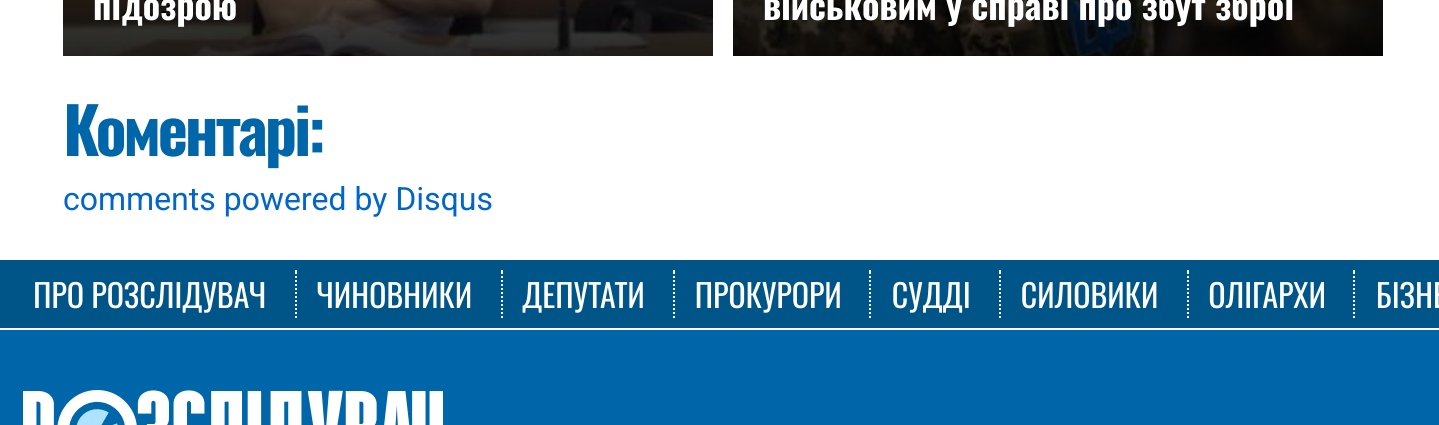 підозрою
військовим у справі про збут зброї
Коментарі:
comments powered by Disqus
ПРО РОЗСЛІДУВАЧ
ЧИНОВНИКИ
ДЕПУТАТИ
ПРОКУРОРИ
СУДДІ
СИЛОВИКИ
ОЛІГАРХИ
РОЗСЛІДУВАЧ